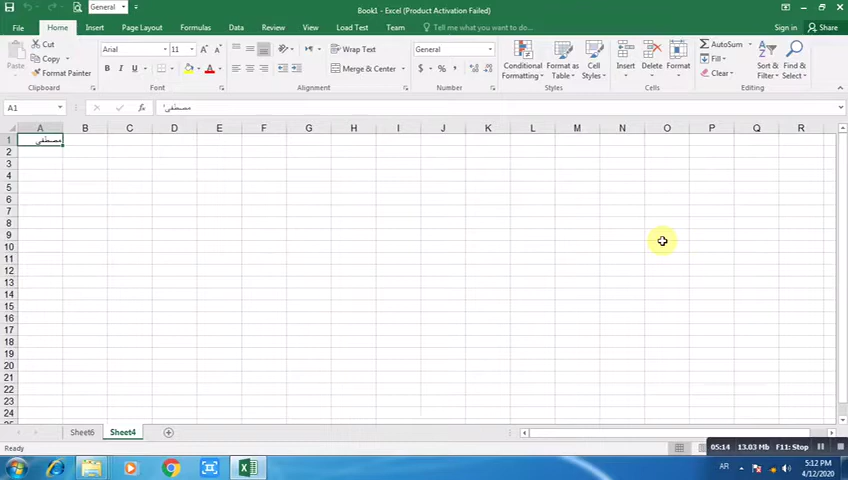 General
Book1 - Excel (Product Activation Failed)
File Home Insert Page Layout Formulas Data Review View Load Test Team Tell me what you want to do... Sign in Share
Cut
Copy
Format Painter
Paste
Arial 11
B I U
Wrap Text
Merge & Center
General
$ % ,
Conditional Formatting
Format as Table
Cell Styles
Insert Delete Format
AutoSum
Fill
Clear
Sort & Filter
Find & Select
Clipboard Font Alignment Number Styles Cells Editing
A1 fx 'مصطفى
A B C D E F G H I J K L M N O P Q R
1 مصطفى
2
3
4
5
6
7
8
9
10
11
12
13
14
15
16
17
18
19
20
21
22
23
24
25
Sheet6 Sheet4
Ready
05:14 13.03 Mb F11: Stop
AR 5:12 PM
4/12/2020